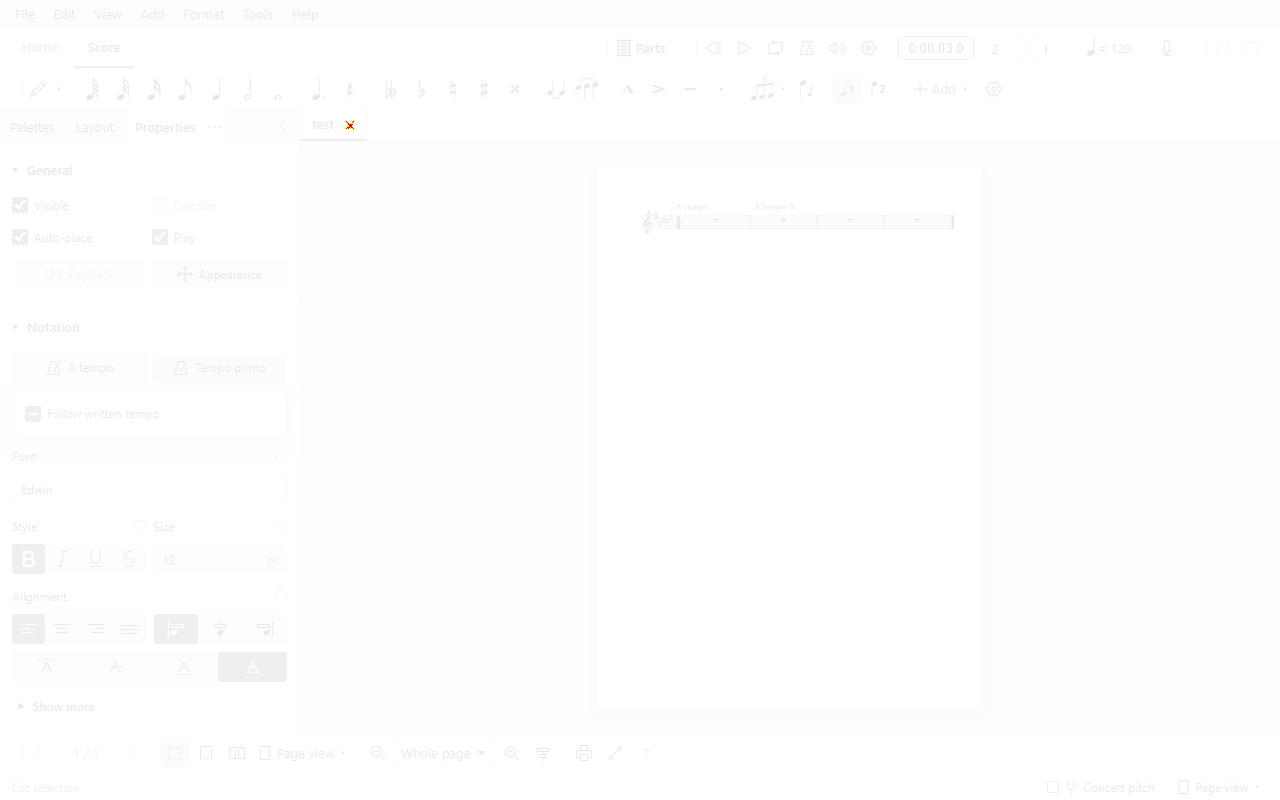 File Edit View Add Format Tools Help
Home Score Parts 0:00:03.0 2 . 1 = 120
Add
Palettes Layout Properties test
General
Visible Cue size
Auto-place Play
Playback Appearance
A tempo A tempo 2
Notation
A tempo Tempo primo
Follow written tempo
Font
Edwin
Style Size
B I U S 12 pt
Alignment
Show more
1 / 1 Page view Whole page ?
List selection Concert pitch Page view